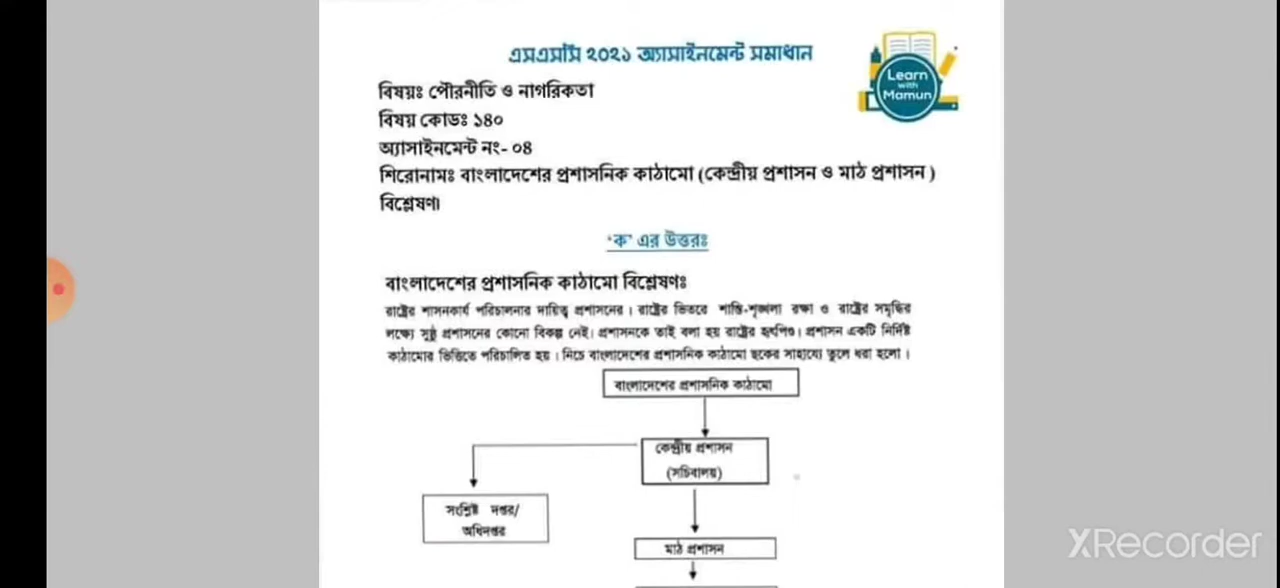 এসএসসি ২০২১ অ্যাসাইনমেন্ট সমাধান
Learn
with
Mamun
বিষয়ঃ পৌরনীতি ও নাগরিকতা
বিষয় কোডঃ ১৪০
অ্যাসাইনমেন্ট নং- ০৪
শিরোনামঃ বাংলাদেশের প্রশাসনিক কাঠামো (কেন্দ্রীয় প্রশাসন ও মাঠ প্রশাসন )
বিশ্লেষণ।
‘ক’ এর উত্তরঃ
বাংলাদেশের প্রশাসনিক কাঠামো বিশ্লেষণঃ
রাষ্ট্রের শাসনকার্য পরিচালনার দায়িত্ব প্রশাসনের। রাষ্ট্রের ভিতরে শান্তি-শৃঙ্খলা রক্ষা ও রাষ্ট্রের সমৃদ্ধির
লক্ষ্যে সুষ্ঠু প্রশাসনের কোনো বিকল্প নেই। প্রশাসনকে তাই বলা হয় রাষ্ট্রের হৃৎপিণ্ড। প্রশাসন একটি নির্দিষ্ট
কাঠামোর ভিত্তিতে পরিচালিত হয়। নিচে বাংলাদেশের প্রশাসনিক কাঠামো ছকের সাহায্যে তুলে ধরা হলো।
বাংলাদেশের প্রশাসনিক কাঠামো
কেন্দ্রীয় প্রশাসন
(সচিবালয়)
সংশ্লিষ্ট দপ্তর/
অধিদপ্তর
মাঠ প্রশাসন
XRecorder